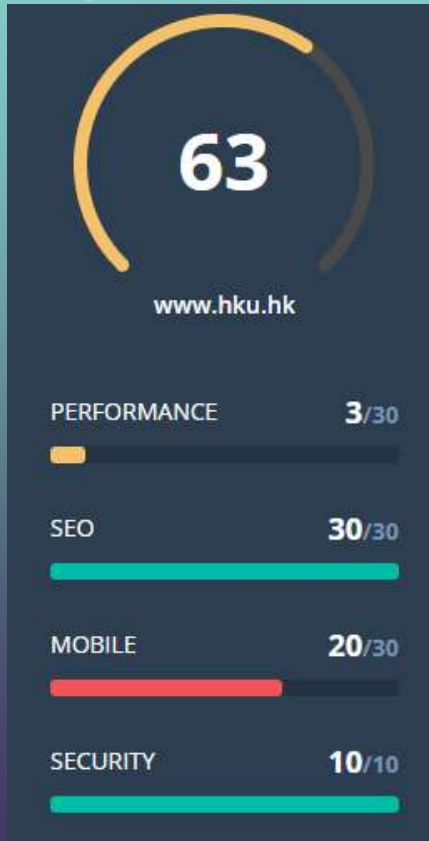 63
www.hku.hk
PERFORMANCE 3/30
SEO 30/30
MOBILE 20/30
SECURITY 10/10